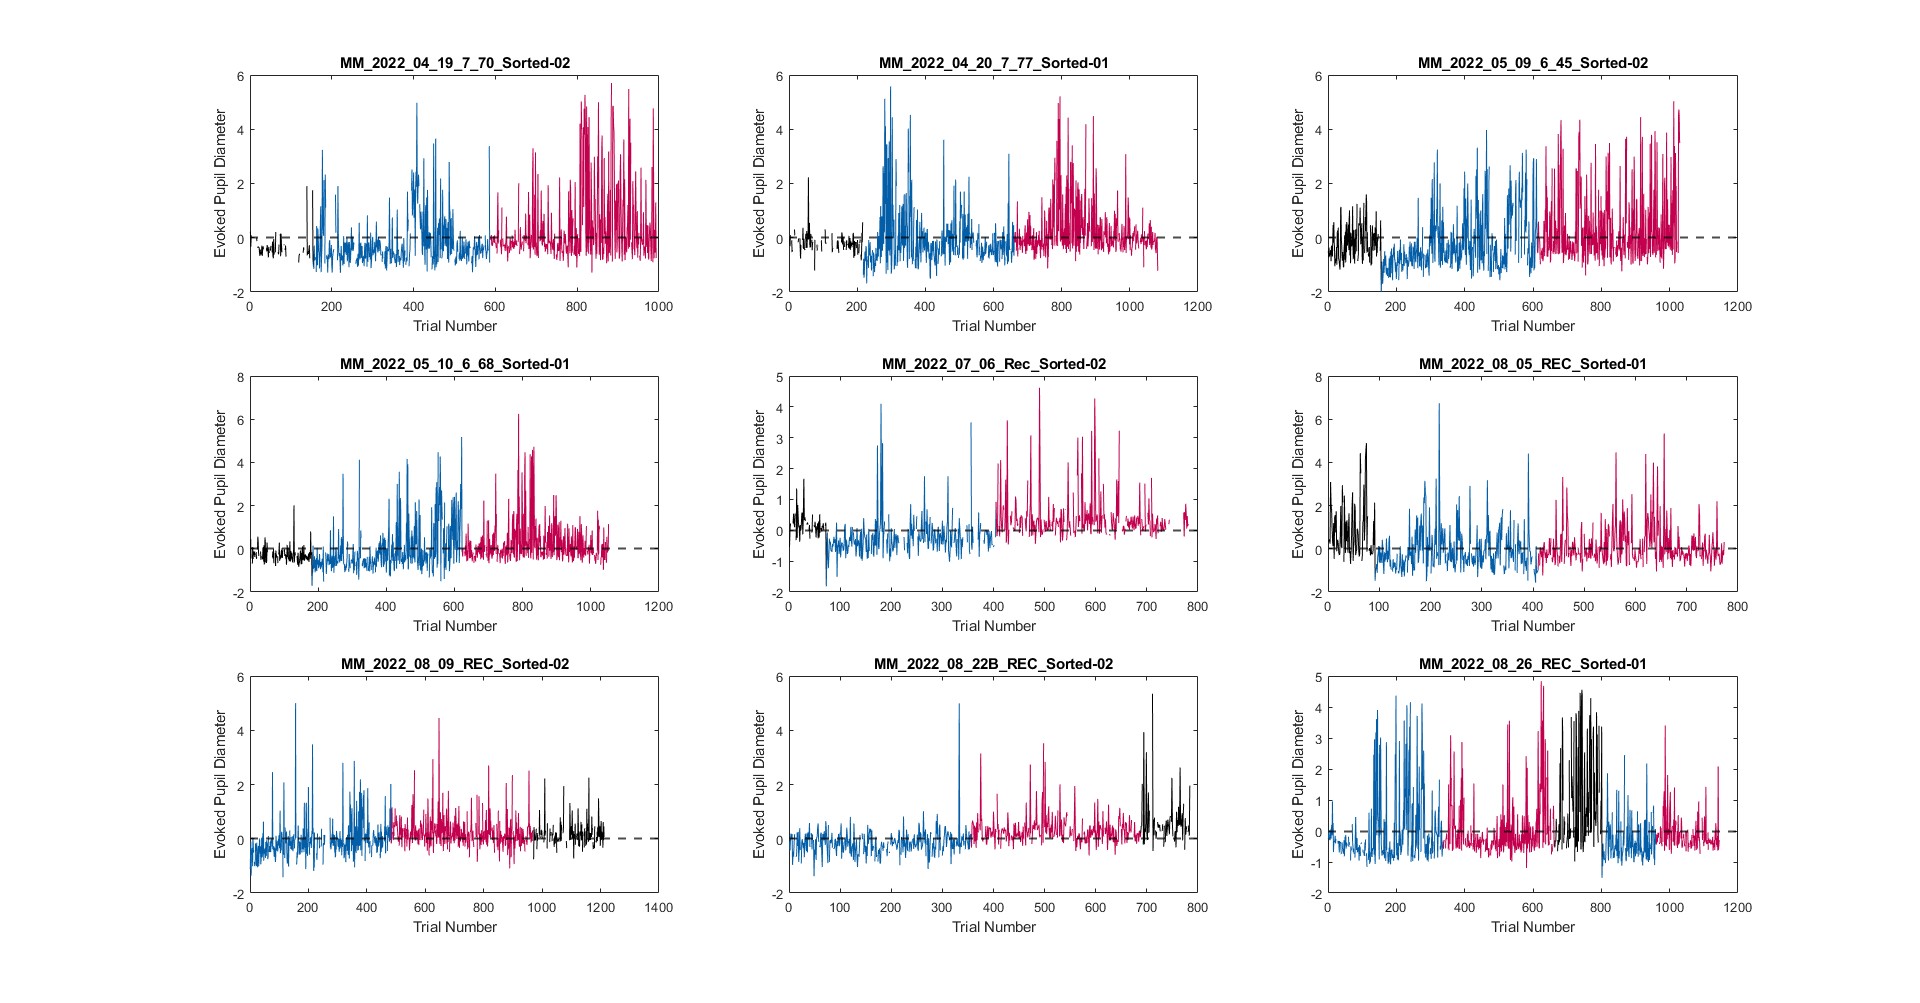 MM_2022_04_19_7_70_Sorted-02
Evoked Pupil Diameter
6
4
2
0
-2
0 200 400 600 800 1000
Trial Number
MM_2022_04_20_7_77_Sorted-01
Evoked Pupil Diameter
6
4
2
0
-2
0 200 400 600 800 1000 1200
Trial Number
MM_2022_05_09_6_45_Sorted-02
Evoked Pupil Diameter
6
4
2
0
-2
0 200 400 600 800 1000 1200
Trial Number
MM_2022_05_10_6_68_Sorted-01
Evoked Pupil Diameter
8
6
4
2
0
-2
0 200 400 600 800 1000 1200
Trial Number
MM_2022_07_06_Rec_Sorted-02
Evoked Pupil Diameter
5
4
3
2
1
0
-1
-2
0 100 200 300 400 500 600 700 800
Trial Number
MM_2022_08_05_REC_Sorted-01
Evoked Pupil Diameter
8
6
4
2
0
-2
0 100 200 300 400 500 600 700 800
Trial Number
MM_2022_08_09_REC_Sorted-02
Evoked Pupil Diameter
6
4
2
0
-2
0 200 400 600 800 1000 1200 1400
Trial Number
MM_2022_08_22B_REC_Sorted-02
Evoked Pupil Diameter
6
4
2
0
-2
0 100 200 300 400 500 600 700 800
Trial Number
MM_2022_08_26_REC_Sorted-01
Evoked Pupil Diameter
5
4
3
2
1
0
-1
-2
0 200 400 600 800 1000 1200
Trial Number